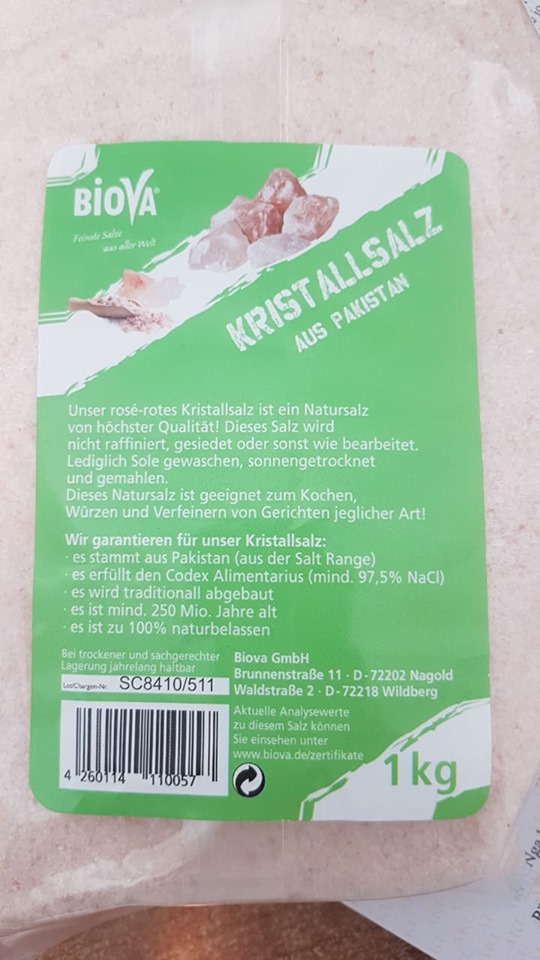 BIOVA®
Feinste Salze
aus aller Welt
KRISTALLSALZ
AUS PAKISTAN
Unser rosé-rotes Kristallsalz ist ein Natursalz
von höchster Qualität! Dieses Salz wird
nicht raffiniert, gesiedet oder sonst wie bearbeitet.
Lediglich Sole gewaschen, sonnengetrocknet
und gemahlen.
Dieses Natursalz ist geeignet zum Kochen,
Würzen und Verfeinern von Gerichten jeglicher Art!
Wir garantieren für unser Kristallsalz:
· es stammt aus Pakistan (aus der Salt Range)
· es erfüllt den Codex Alimentarius (mind. 97,5% NaCl)
· es wird traditionall abgebaut
· es ist mind. 250 Mio. Jahre alt
· es ist zu 100% naturbelassen
Bei trockener und sachgerechter
Lagerung jahrelang haltbar
Lot/Chargen-Nr. SC8410/511
Biova GmbH
Brunnenstraße 11 · D-72202 Nagold
Waldstraße 2 · D-72218 Wildberg
Aktuelle Analysewerte
zu diesem Salz können
Sie einsehen unter
www.biova.de/zertifikate
4 260114 110057
1kg